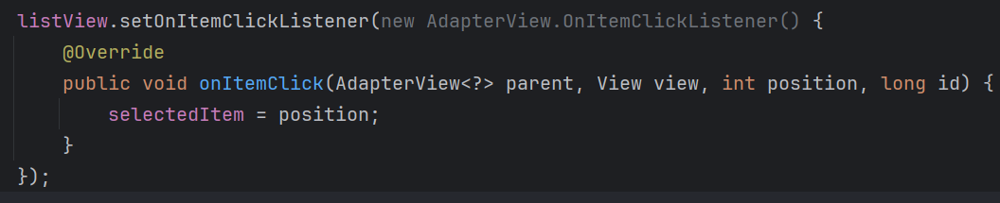 listView.setOnItemClickListener(new AdapterView.OnItemClickListener() {
    @Override
    public void onItemClick(AdapterView<?> parent, View view, int position, long id) {
        selectedItem = position;
    }
});